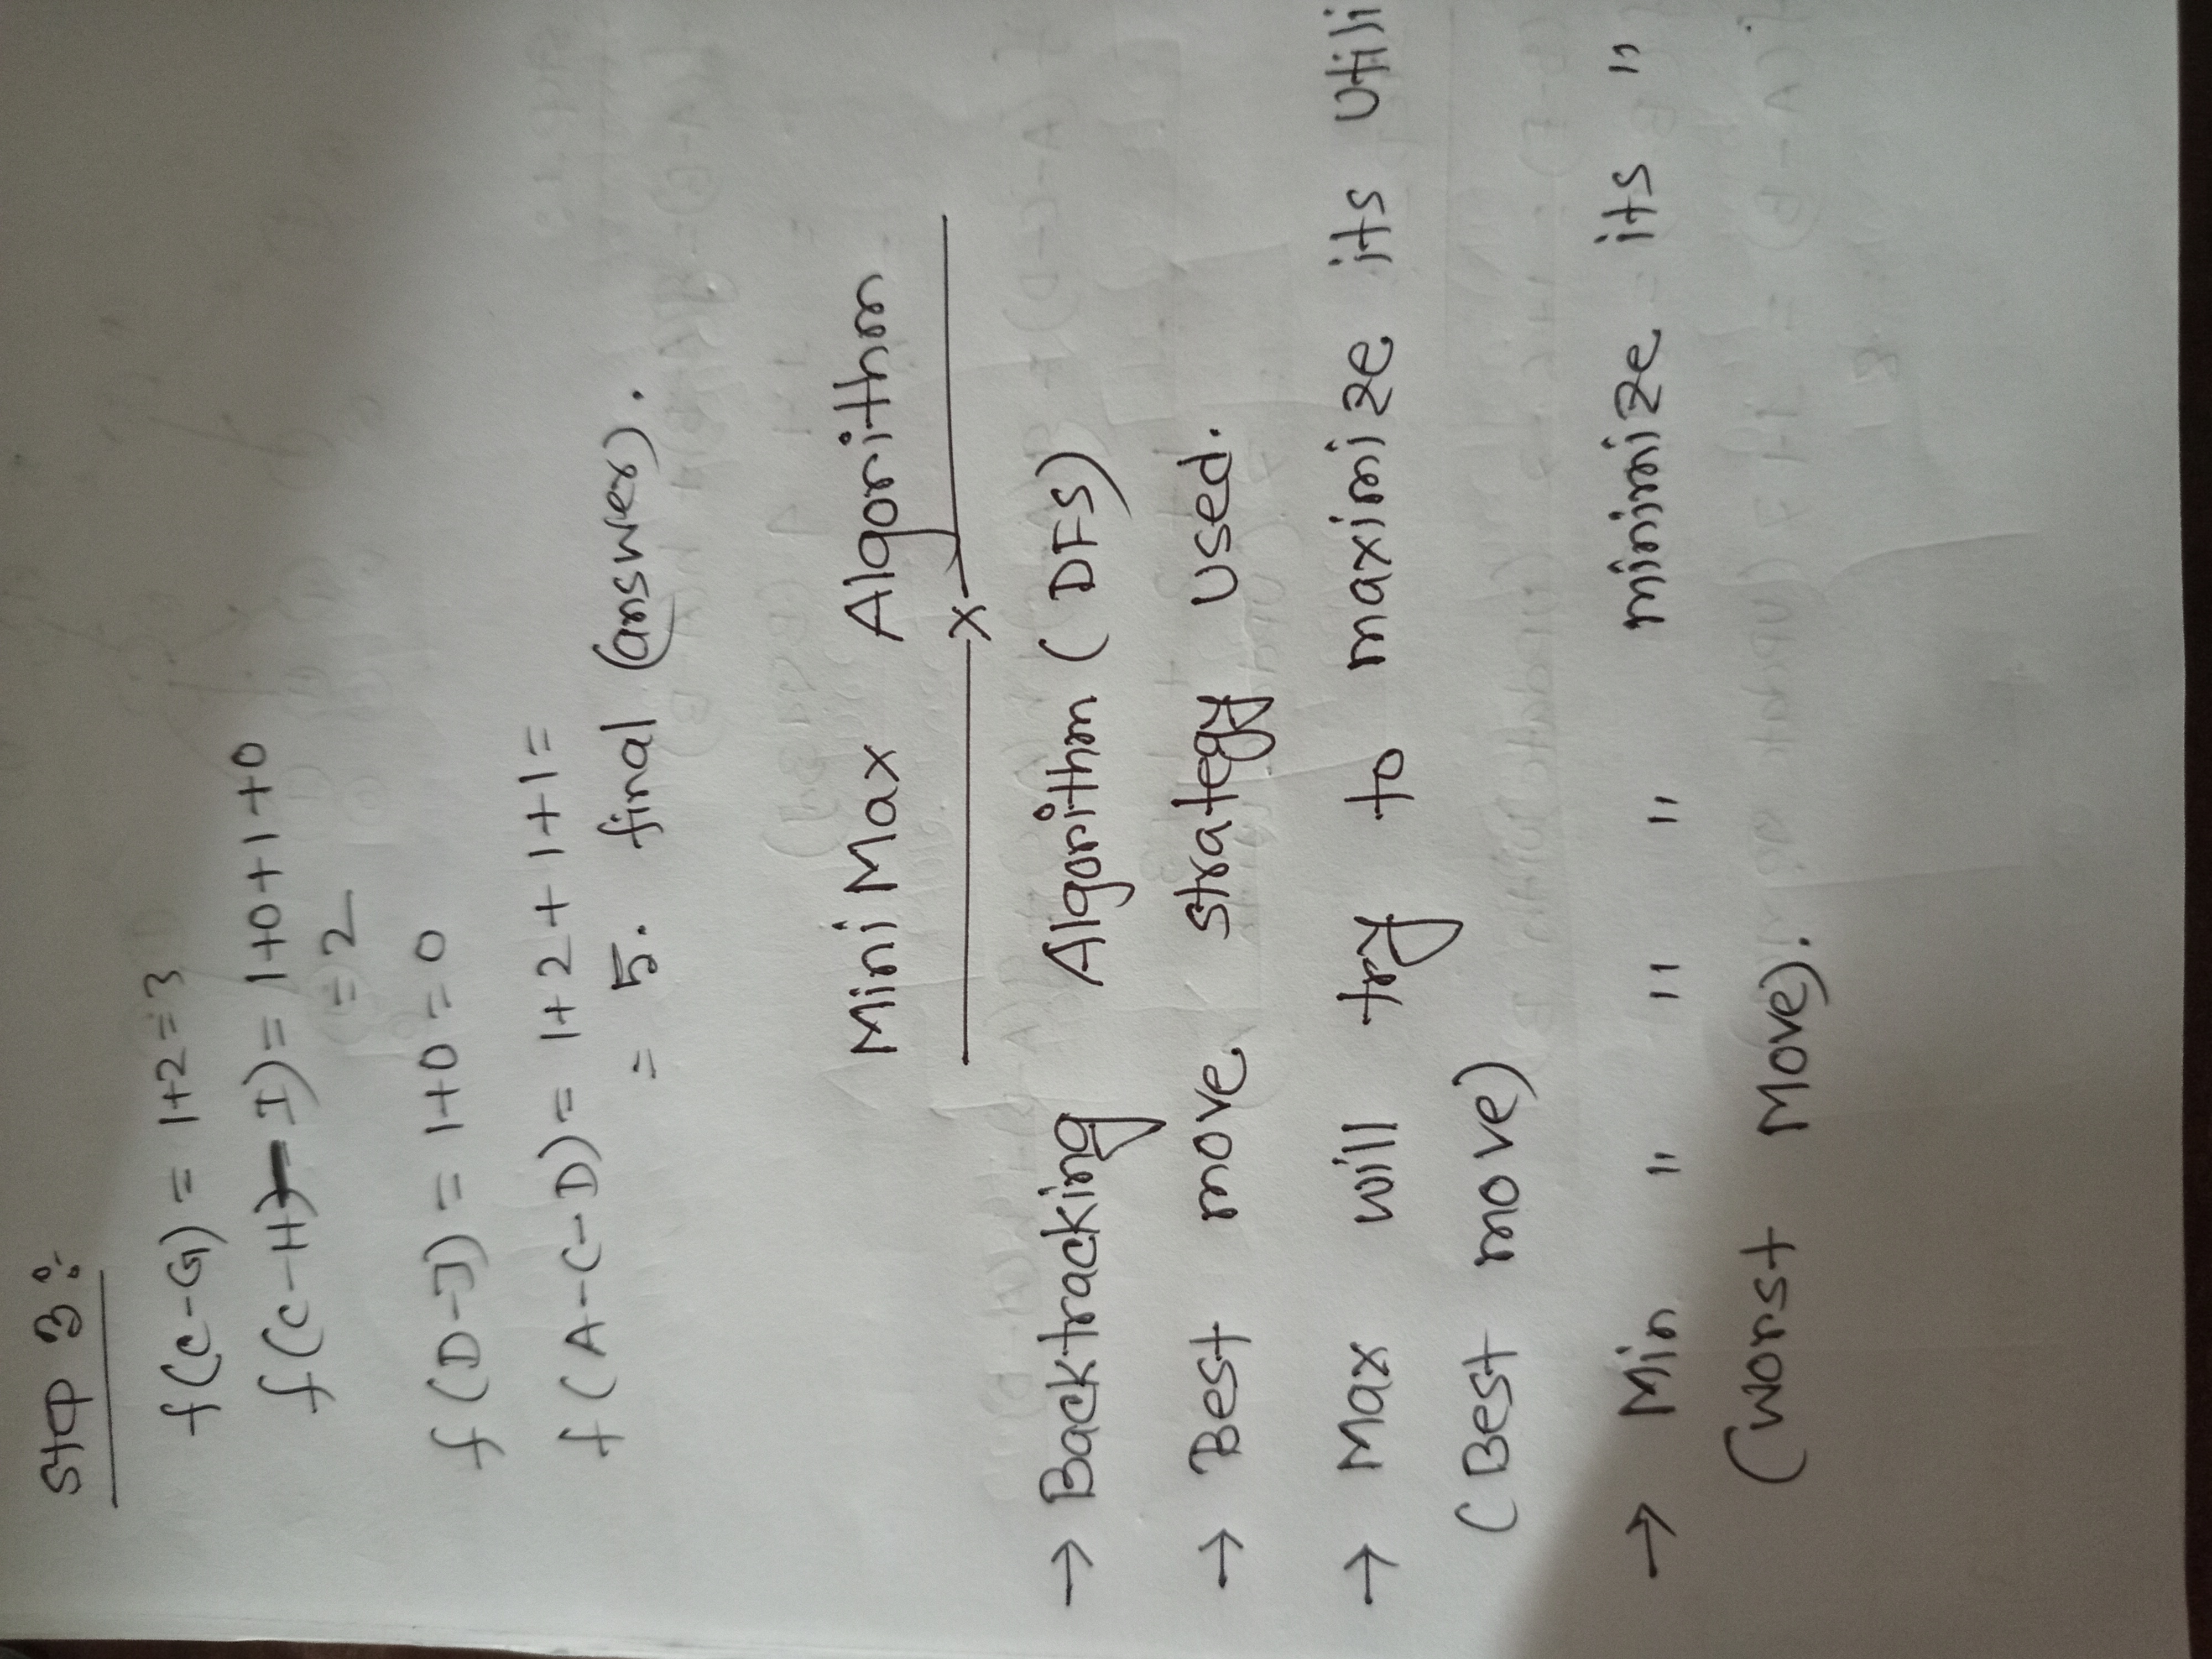 Step 3:-
f(C-G) = 1+2=3
f(C-H-I)= 1+0+1+0
=2
f(D-J) = 1+0=0
f(A-C-D)= 1+2+1+1=
= 5. final (answer).
MiniMax Algorithm
x
→ Backtracking Algorithm (DFS)
→ Best move strategy used.
→ Max will try to maximize its Utili
(Best move)
→ Min " " " minimize its "
(Worst Move).